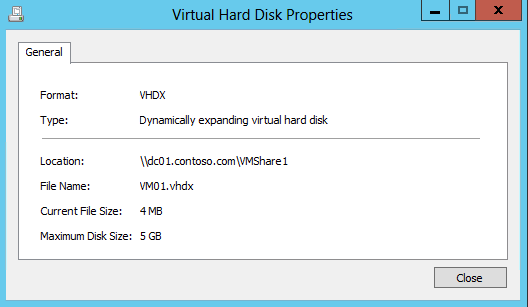 Virtual Hard Disk Properties
General
Format: VHDX
Type: Dynamically expanding virtual hard disk
Location: \\dc01.contoso.com\VMShare1
File Name: VM01.vhdx
Current File Size: 4 MB
Maximum Disk Size: 5 GB
Close